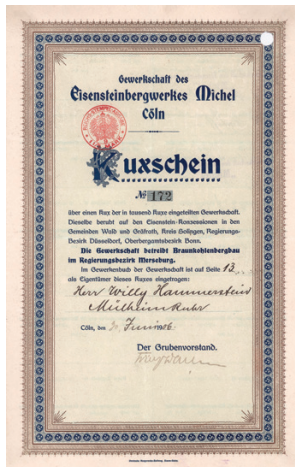 Gewerkschaft des
Eisensteinbergwerkes Michel
Cöln
Kuxschein
No 172
über einen Kux der in tausend Kuxe eingeteilten Gewerkschaft.
Dieselbe beruht auf den Eisenstein-Konzessionen in den
Gemeinden Wald und Gräfrath, Kreis Solingen, Regierungs-
Bezirk Düsseldorf, Oberbergamtsbezirk Bonn.
Die Gewerkschaft betreibt Braunkohlenbergbau
im Regierungsbezirk Merseburg.
Im Gewerkenbuch der Gewerkschaft ist auf Seite 13
als Eigentümer dieses Kuxes eingetragen:
Herr Willy Hammerstein
Mülheimruhr
Cöln, den Juni 1906.
Der Grubenvorstand.